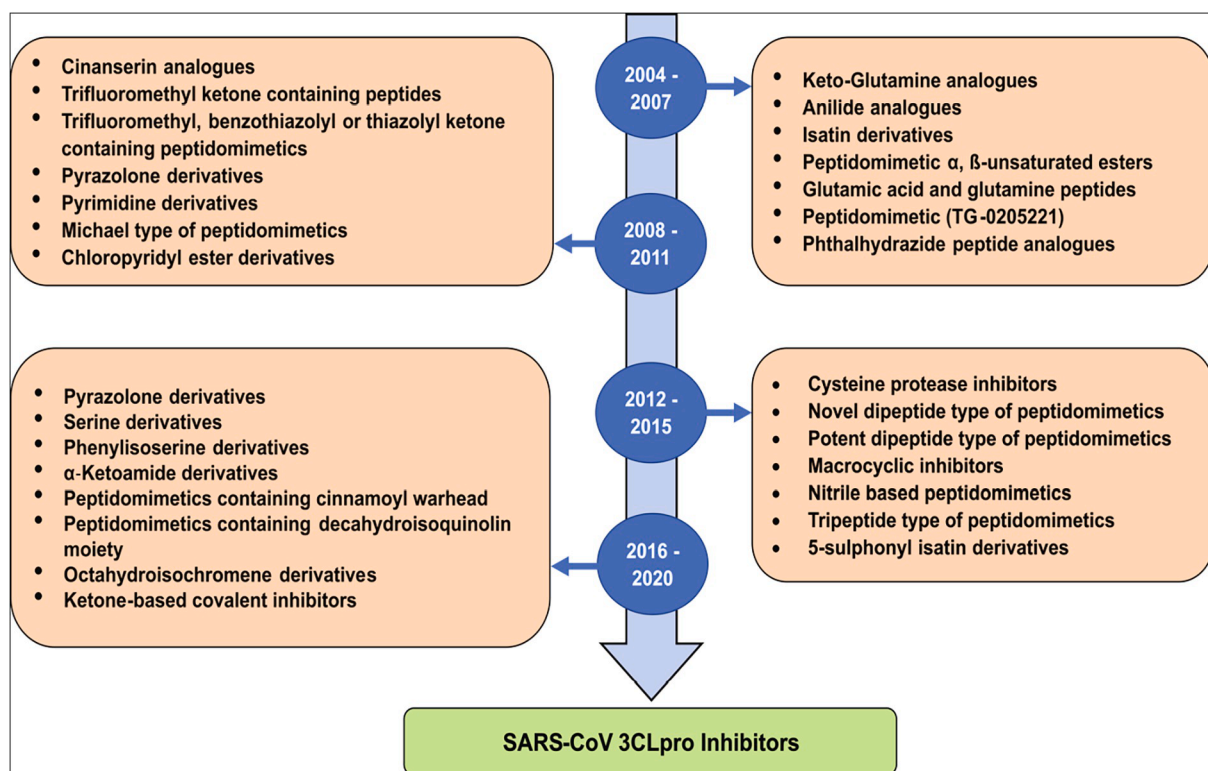 2004 -
2007
Keto-Glutamine analogues
Anilide analogues
Isatin derivatives
Peptidomimetic α, ß-unsaturated esters
Glutamic acid and glutamine peptides
Peptidomimetic (TG-0205221)
Phthalhydrazide peptide analogues
Cinanserin analogues
Trifluoromethyl ketone containing peptides
Trifluoromethyl, benzothiazolyl or thiazolyl ketone
containing peptidomimetics
Pyrazolone derivatives
Pyrimidine derivatives
Michael type of peptidomimetics
Chloropyridyl ester derivatives
2008 -
2011
2012 -
2015
Cysteine protease inhibitors
Novel dipeptide type of peptidomimetics
Potent dipeptide type of peptidomimetics
Macrocyclic inhibitors
Nitrile based peptidomimetics
Tripeptide type of peptidomimetics
5-sulphonyl isatin derivatives
Pyrazolone derivatives
Serine derivatives
Phenylisoserine derivatives
α-Ketoamide derivatives
Peptidomimetics containing cinnamoyl warhead
Peptidomimetics containing decahydroisoquinolin
moiety
Octahydroisochromene derivatives
Ketone-based covalent inhibitors
2016 -
2020
SARS-CoV 3CLpro Inhibitors